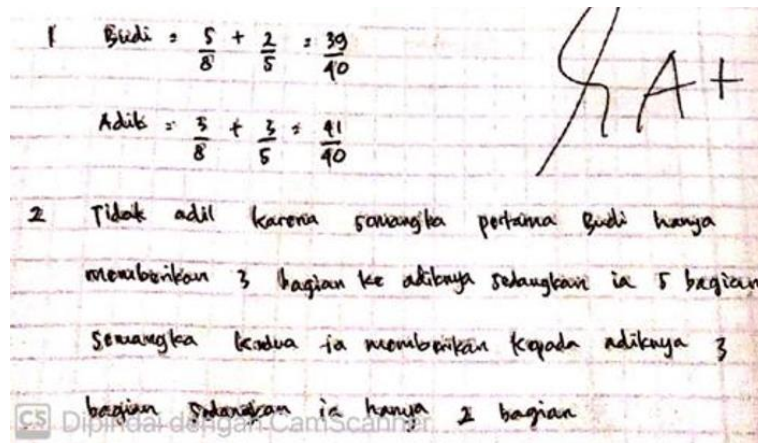 1 Budi = 5/8 + 2/5 = 39/40
A+
Adik = 3/8 + 3/5 = 41/40
2 Tidak adil karena semangka pertama Budi hanya
memberikan 3 bagian ke adiknya sedangkan ia 5 bagian
Semangka kedua ia memberikan kepada adiknya 3
bagian sedangkan ia hanya 2 bagian
CS Dipindai dengan CamScanner